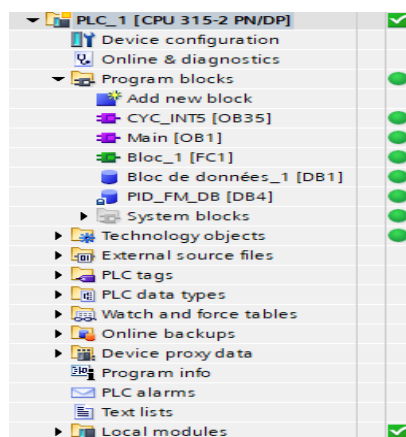 PLC_1 [CPU 315-2 PN/DP]
Device configuration
Online & diagnostics
Program blocks
Add new block
CYC_INT5 [OB35]
Main [OB1]
Bloc_1 [FC1]
Bloc de données_1 [DB1]
PID_FM_DB [DB4]
System blocks
Technology objects
External source files
PLC tags
PLC data types
Watch and force tables
Online backups
Device proxy data
Program info
PLC alarms
Text lists
Local modules